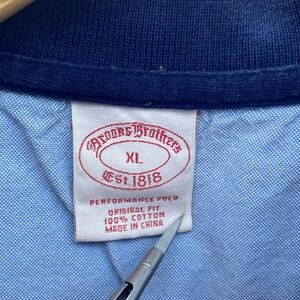 Brooks Brothers
XL
Est. 1818
PERFORMANCE POLO
ORIGINAL FIT
100% COTTON
MADE IN CHINA